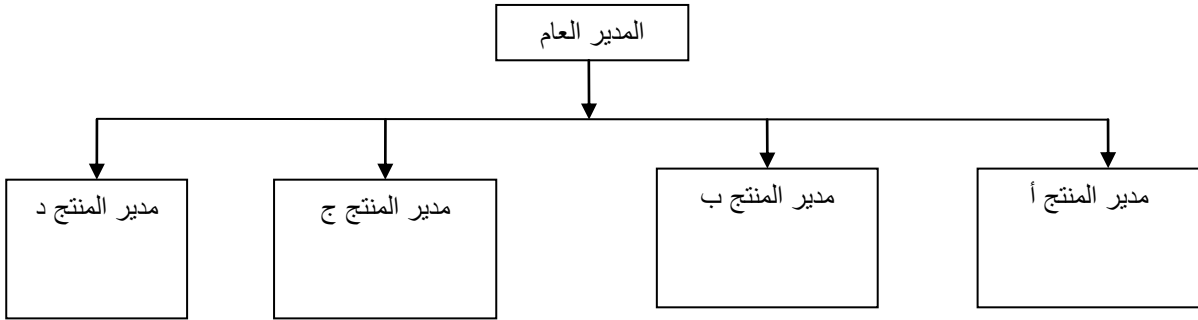 المدير العام
مدير المنتج أ
مدير المنتج ب
مدير المنتج ج
مدير المنتج د